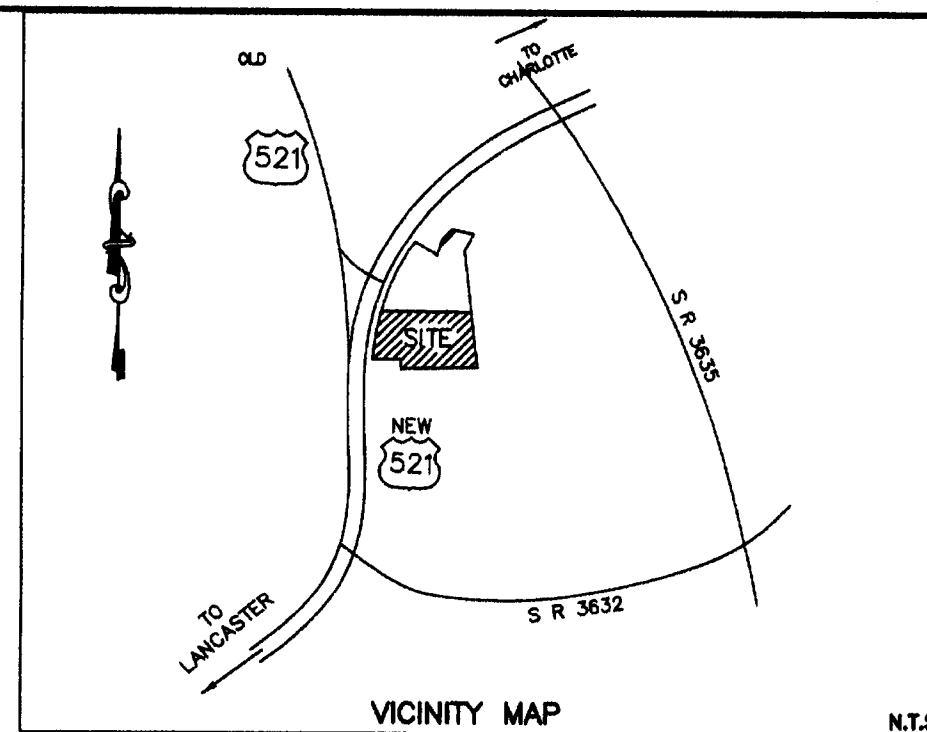 OLD
TO
CHARLOTTE
521
SITE
S R 3635
NEW
521
TO
LANCASTER
S R 3632
VICINITY MAP
N.T.S